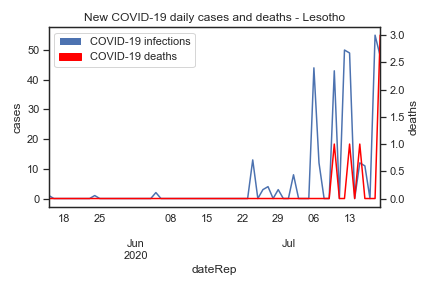 New COVID-19 daily cases and deaths - Lesotho
COVID-19 infections
COVID-19 deaths
cases
50
40
30
20
10
0
deaths
3.0
2.5
2.0
1.5
1.0
0.5
0.0
18 25 08 15 22 29 06 13
Jun Jul
2020
dateRep